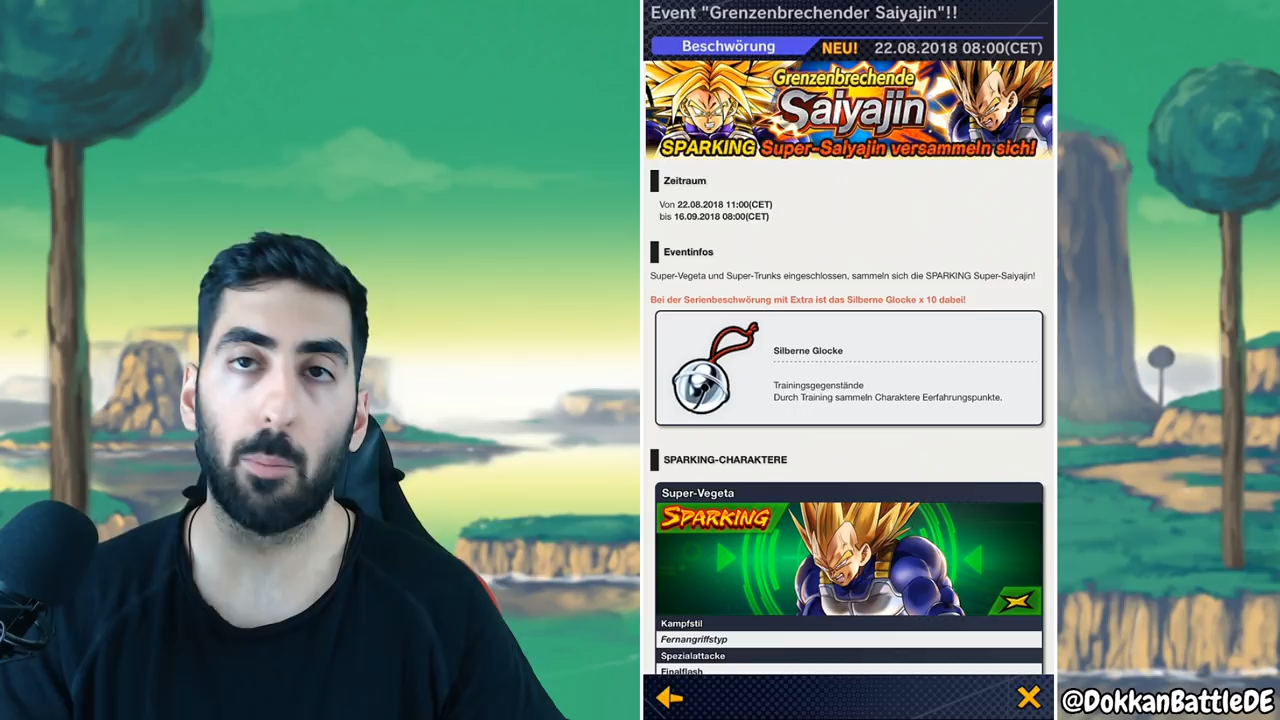 Event "Grenzenbrechender Saiyajin"!!
Beschwörung NEU! 22.08.2018 08:00(CET)
Grenzenbrechende
Saiyajin
SPARKING Super-Saiyajin versammeln sich!
Zeitraum
Von 22.08.2018 11:00(CET)
bis 16.09.2018 08:00(CET)
Eventinfos
Super-Vegeta und Super-Trunks eingeschlossen, sammeln sich die SPARKING Super-Saiyajin!
Bei der Serienbeschwörung mit Extra ist das Silberne Glocke x 10 dabei!
Silberne Glocke
Trainingsgegenstände
Durch Training sammeln Charaktere Eerfahrungspunkte.
SPARKING-CHARAKTERE
Super-Vegeta
SPARKING
Kampfstil
Fernangriffstyp
Spezialattacke
Finalflash
@DokkanBattleDE